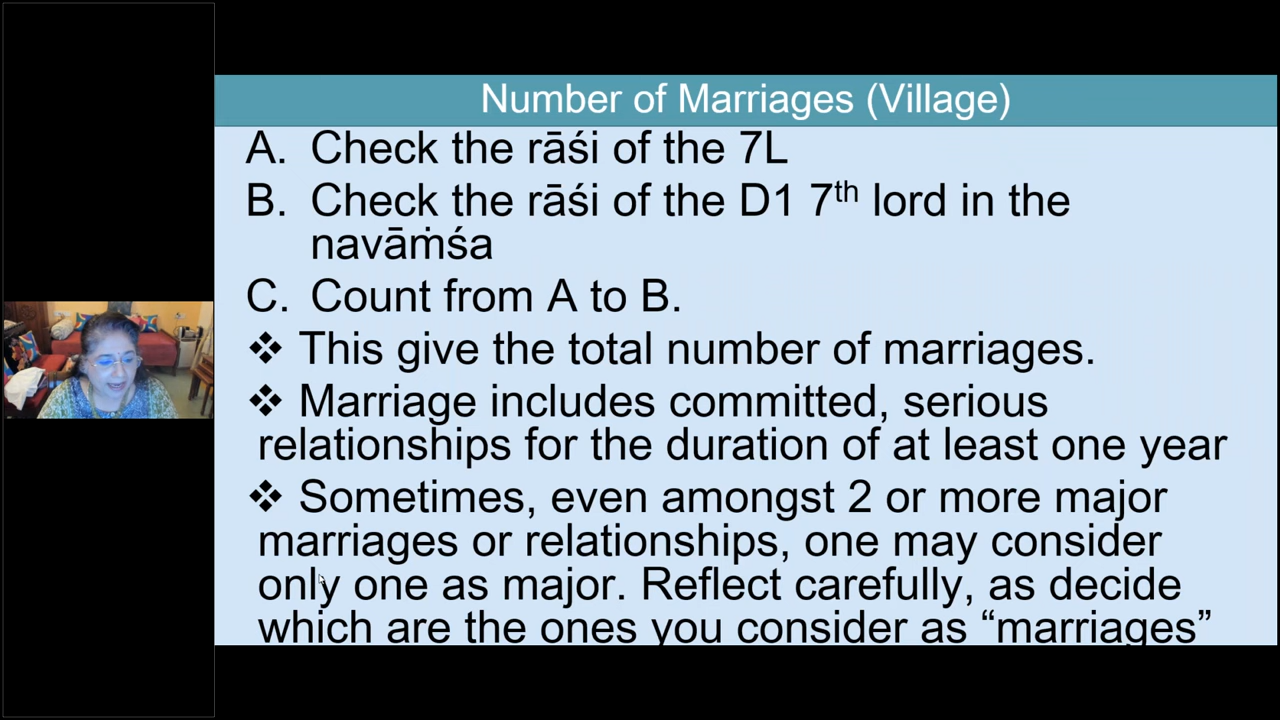 Number of Marriages (Village)
A. Check the rāśi of the 7L
B. Check the rāśi of the D1 7th lord in the
navāṁśa
C. Count from A to B.
❖ This give the total number of marriages.
❖ Marriage includes committed, serious
relationships for the duration of at least one year
❖ Sometimes, even amongst 2 or more major
marriages or relationships, one may consider
only one as major. Reflect carefully, as decide
which are the ones you consider as “marriages”